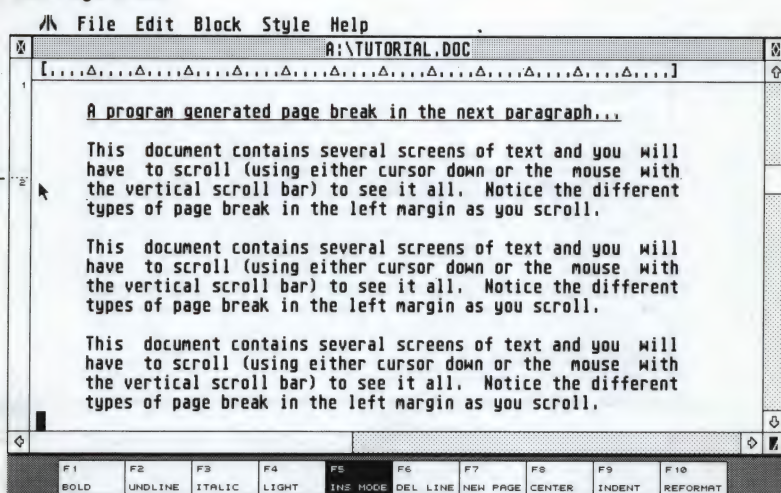 File Edit Block Style Help
A:\TUTORIAL.DOC
1
A program generated page break in the next paragraph...
This document contains several screens of text and you will
have to scroll (using either cursor down or the mouse with
2
the vertical scroll bar) to see it all. Notice the different
types of page break in the left margin as you scroll.
This document contains several screens of text and you will
have to scroll (using either cursor down or the mouse with
the vertical scroll bar) to see it all. Notice the different
types of page break in the left margin as you scroll.
This document contains several screens of text and you will
have to scroll (using either cursor down or the mouse with
the vertical scroll bar) to see it all. Notice the different
types of page break in the left margin as you scroll.
F1 F2 F3 F4 F5 F6 F7 F8 F9 F10
BOLD UNDLINE ITALIC LIGHT INS MODE DEL LINE NEW PAGE CENTER INDENT REFORMAT